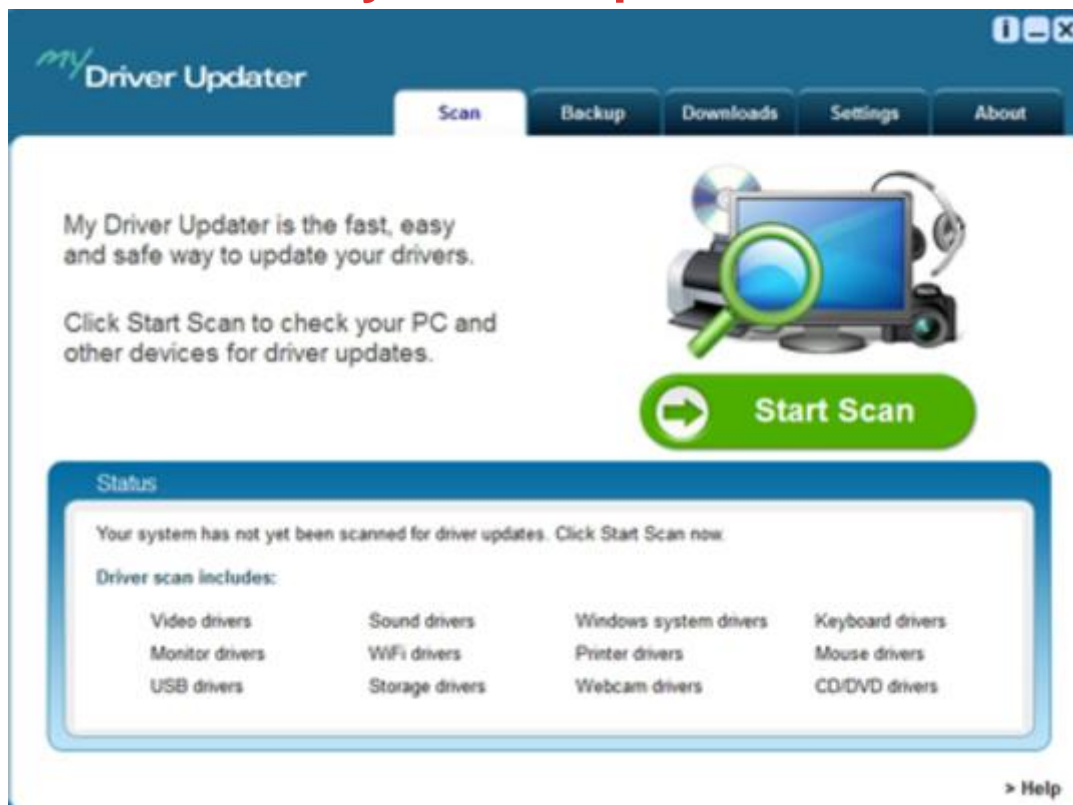 my Driver Updater
Scan Backup Downloads Settings About
My Driver Updater is the fast, easy
and safe way to update your drivers.
Click Start Scan to check your PC and
other devices for driver updates.
Start Scan
Status
Your system has not yet been scanned for driver updates. Click Start Scan now.
Driver scan includes:
Video drivers Sound drivers Windows system drivers Keyboard drivers
Monitor drivers WiFi drivers Printer drivers Mouse drivers
USB drivers Storage drivers Webcam drivers CD/DVD drivers
> Help